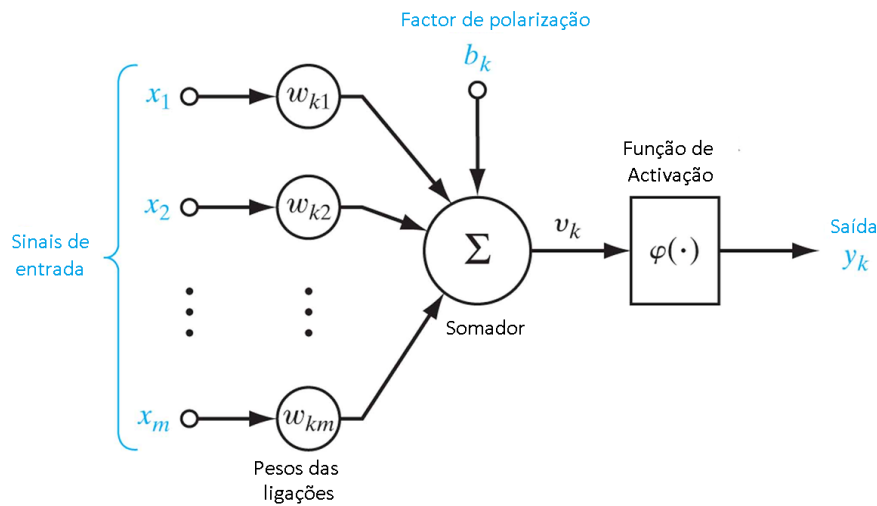 Factor de polarização
b_k
x_1
w_k1
Função de
Activação
x_2
w_k2
Sinais de
entrada
Σ
υ_k
φ(·)
Saída
y_k
Somador
x_m
w_km
Pesos das
ligações